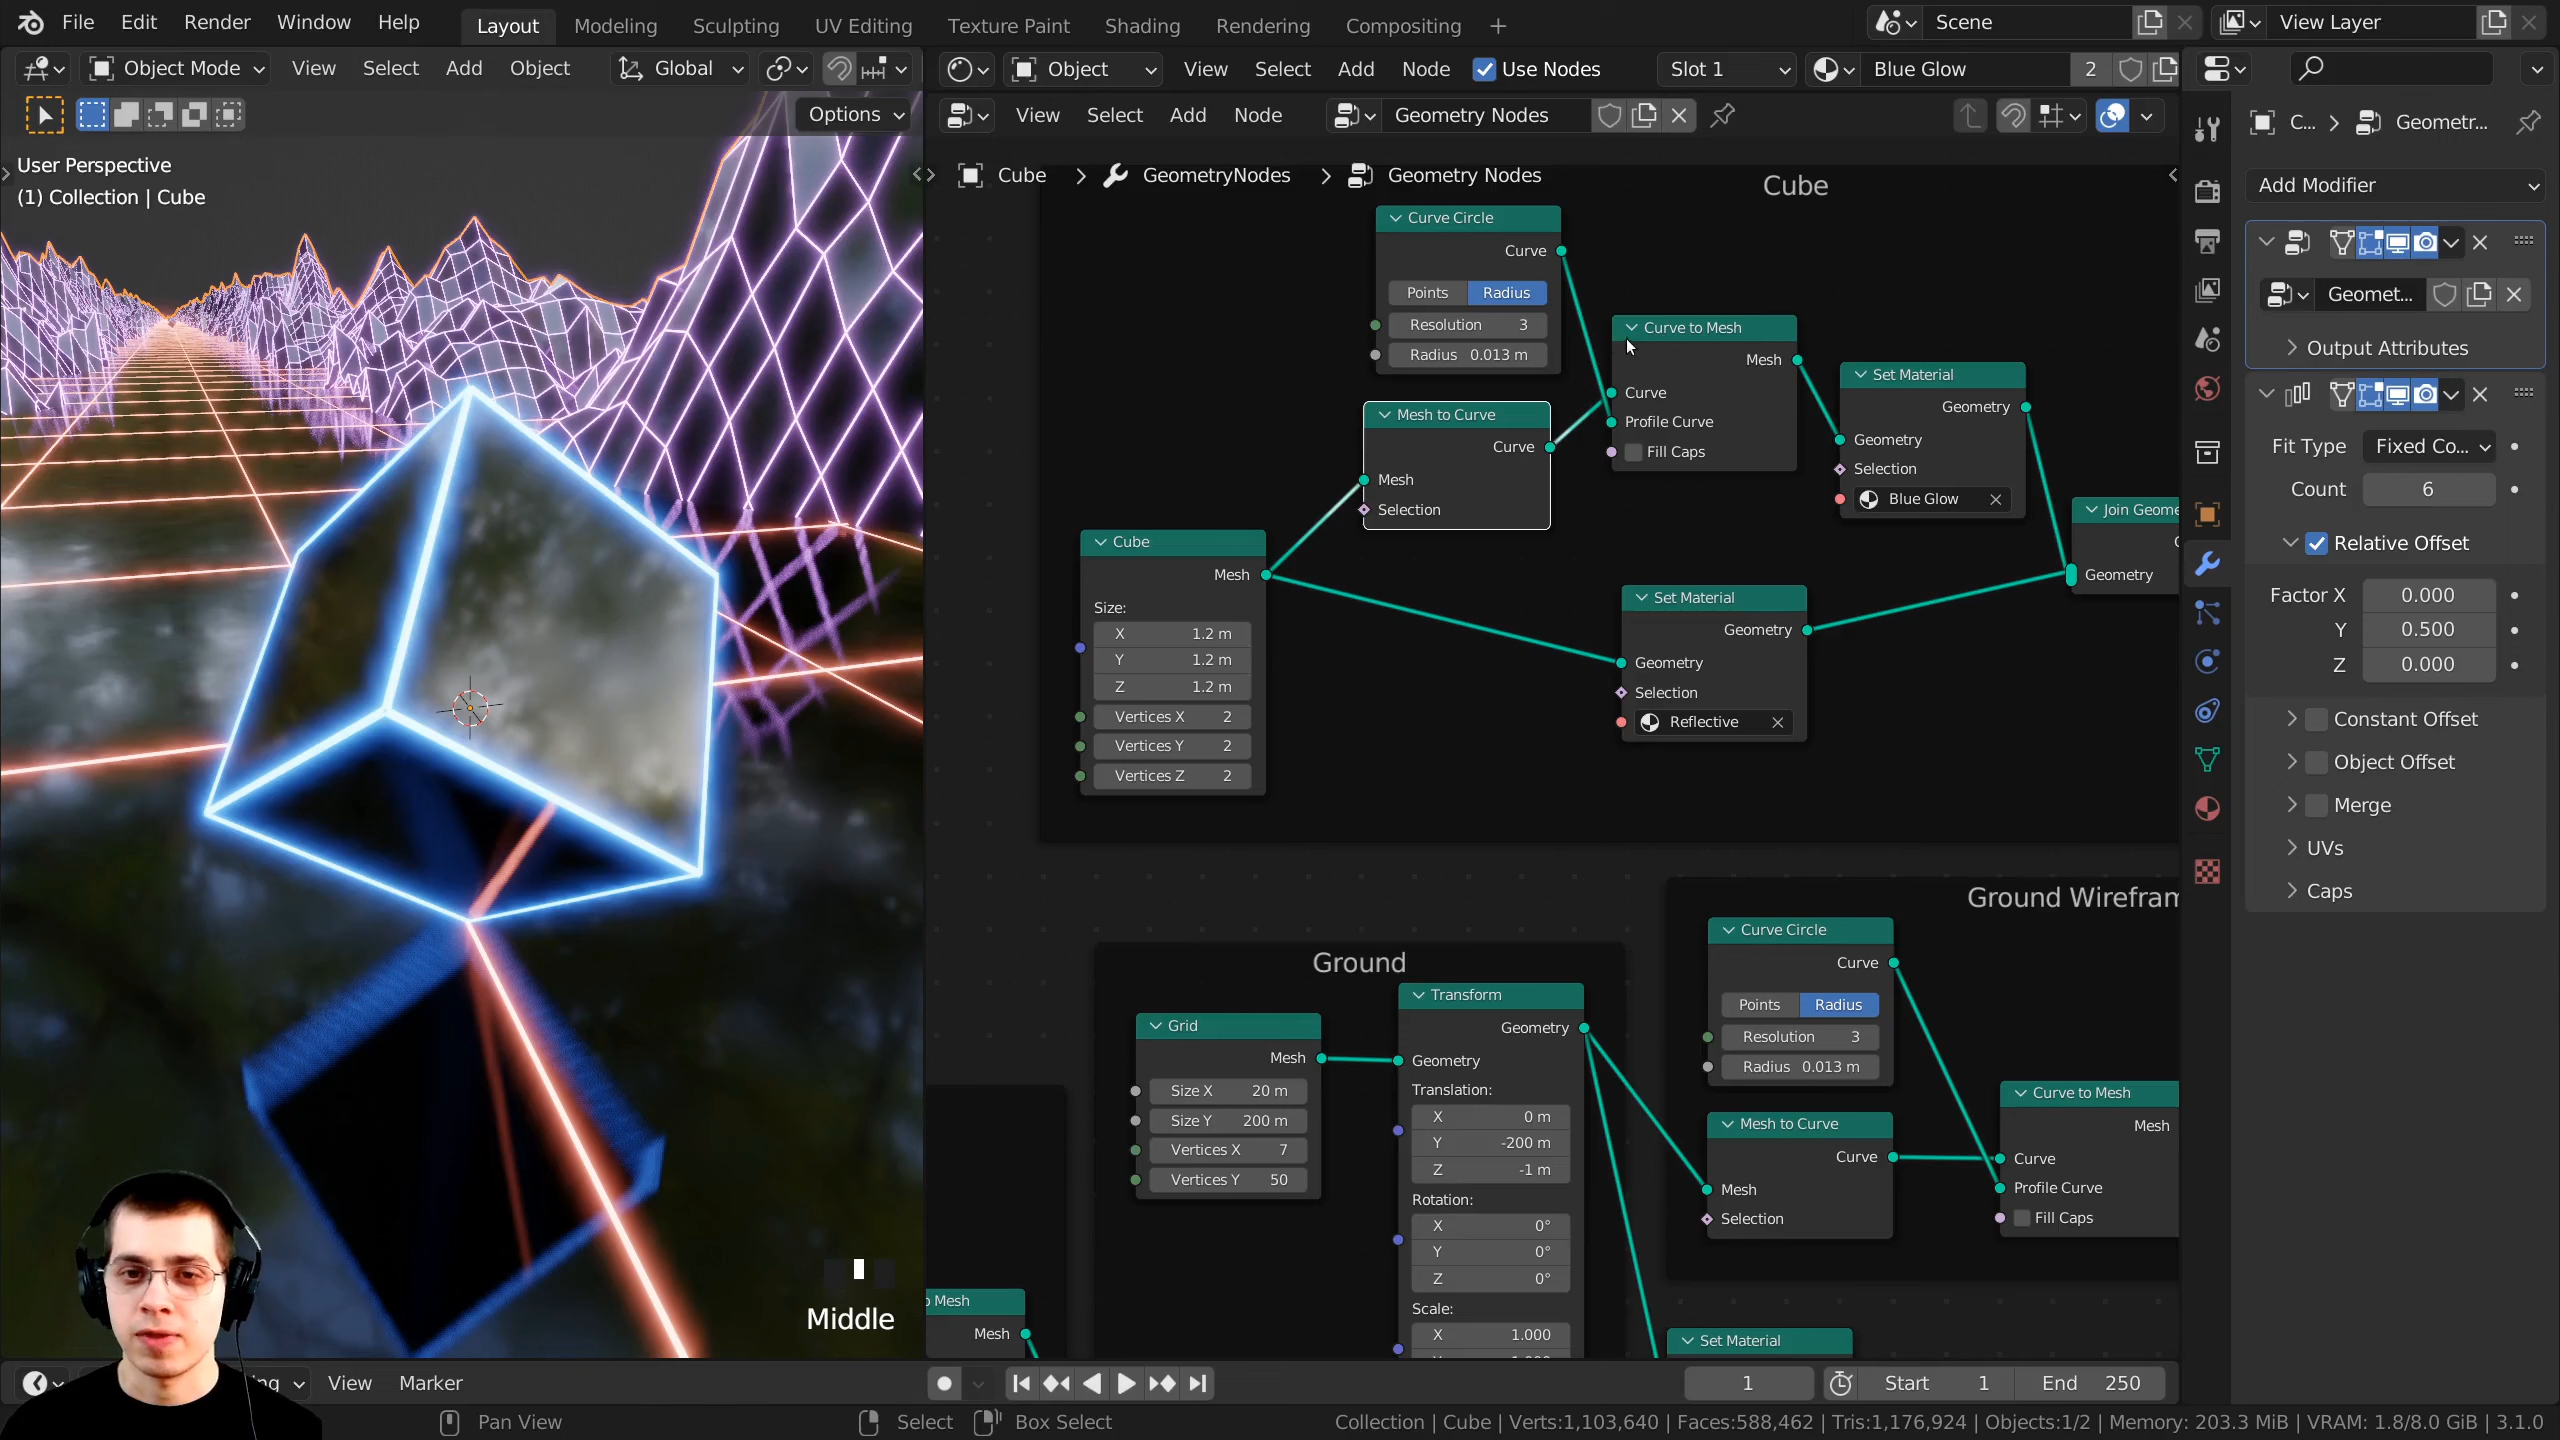 File Edit Render Window Help Layout Modeling Sculpting UV Editing Texture Paint Shading Rendering Compositing + Scene View Layer
Object Mode View Select Add Object Global Object View Select Add Node Use Nodes Slot 1 Blue Glow 2
Options View Select Add Node Geometry Nodes
C... Geometr...
User Perspective
(1) Collection | Cube
Cube GeometryNodes Geometry Nodes
Cube
Add Modifier
Geomet...
Output Attributes
Fit Type Fixed Co...
Count 6
Relative Offset
Factor X 0.000
Y 0.500
Z 0.000
Constant Offset
Object Offset
Merge
UVs
Caps
Curve Circle
Curve
Points Radius
Resolution 3
Radius 0.013 m
Curve to Mesh
Mesh
Curve
Profile Curve
Fill Caps
Mesh to Curve
Curve
Mesh
Selection
Set Material
Geometry
Geometry
Selection
Blue Glow
Join Geome
Geometry
Cube
Mesh
Size:
X 1.2 m
Y 1.2 m
Z 1.2 m
Vertices X 2
Vertices Y 2
Vertices Z 2
Set Material
Geometry
Geometry
Selection
Reflective
Ground
Grid
Mesh
Size X 20 m
Size Y 200 m
Vertices X 7
Vertices Y 50
Transform
Geometry
Geometry
Translation:
X 0 m
Y -200 m
Z -1 m
Rotation:
X 0°
Y 0°
Z 0°
Scale:
X 1.000
Ground Wirefram
Curve Circle
Curve
Points Radius
Resolution 3
Radius 0.013 m
Mesh to Curve
Curve
Mesh
Selection
Curve to Mesh
Mesh
Curve
Profile Curve
Fill Caps
Set Material
o Mesh
Mesh
Middle
ng View Marker
1 Start 1 End 250
Pan View Select Box Select
Collection | Cube | Verts:1,103,640 | Faces:588,462 | Tris:1,176,924 | Objects:1/2 | Memory: 203.3 MiB | VRAM: 1.8/8.0 GiB | 3.1.0